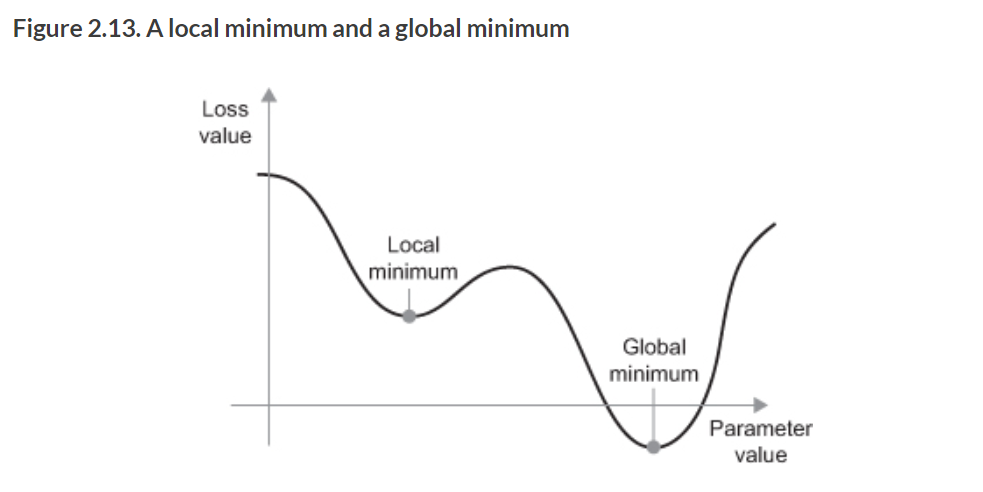 Figure 2.13. A local minimum and a global minimum
Loss
value
Local
minimum
Global
minimum
Parameter
value